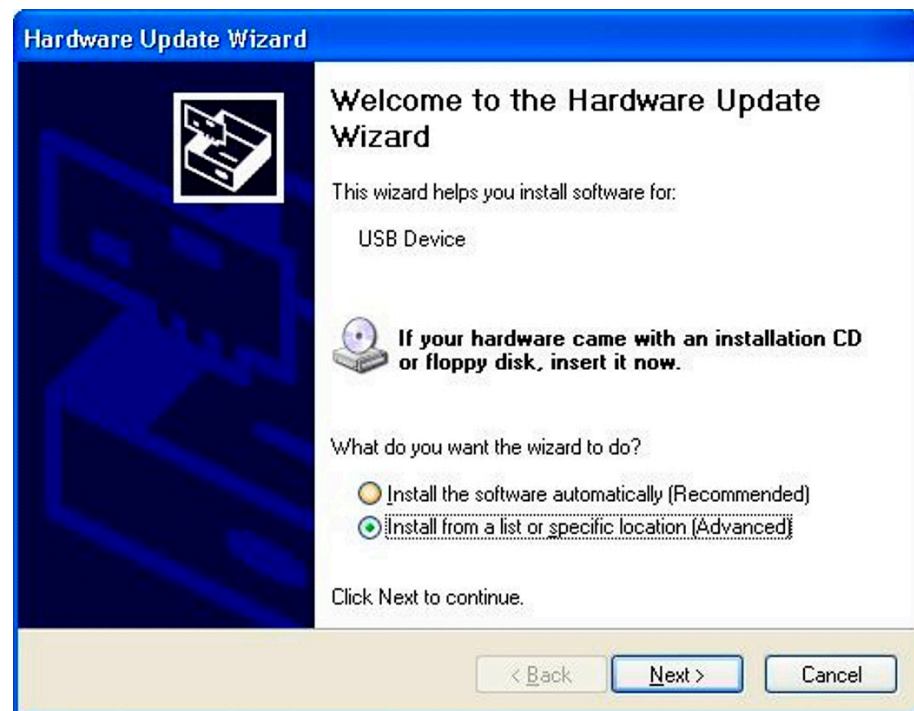 Hardware Update Wizard
Welcome to the Hardware Update
Wizard
This wizard helps you install software for:
USB Device
If your hardware came with an installation CD
or floppy disk, insert it now.
What do you want the wizard to do?
Install the software automatically (Recommended)
Install from a list or specific location (Advanced)
Click Next to continue.
< Back Next > Cancel